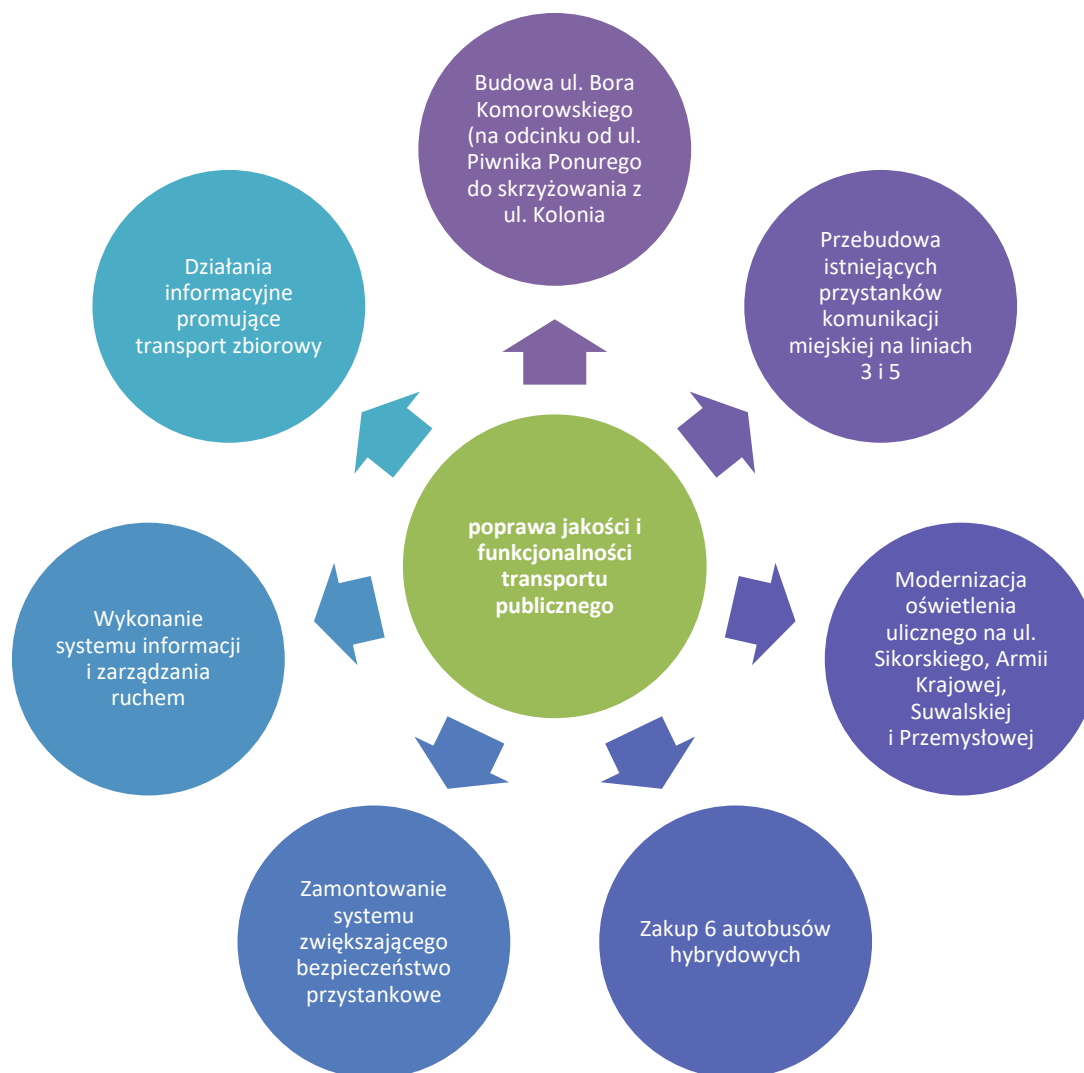 Budowa ul. Bora
Komorowskiego
(na odcinku od ul.
Piwnika Ponurego
do skrzyżowania z
ul. Kolonia
Przebudowa
istniejących
przystanków
komunikacji
miejskiej na liniach
3 i 5
Modernizacja
oświetlenia
ulicznego na ul.
Sikorskiego, Armii
Krajowej,
Suwalskiej
i Przemysłowej
Zakup 6 autobusów
hybrydowych
Zamontowanie
systemu
zwiększającego
bezpieczeństwo
przystankowe
Wykonanie
systemu informacji
i zarządzania
ruchem
Działania
informacyjne
promujące
transport zbiorowy
poprawa jakości i
funkcjonalności
transportu
publicznego